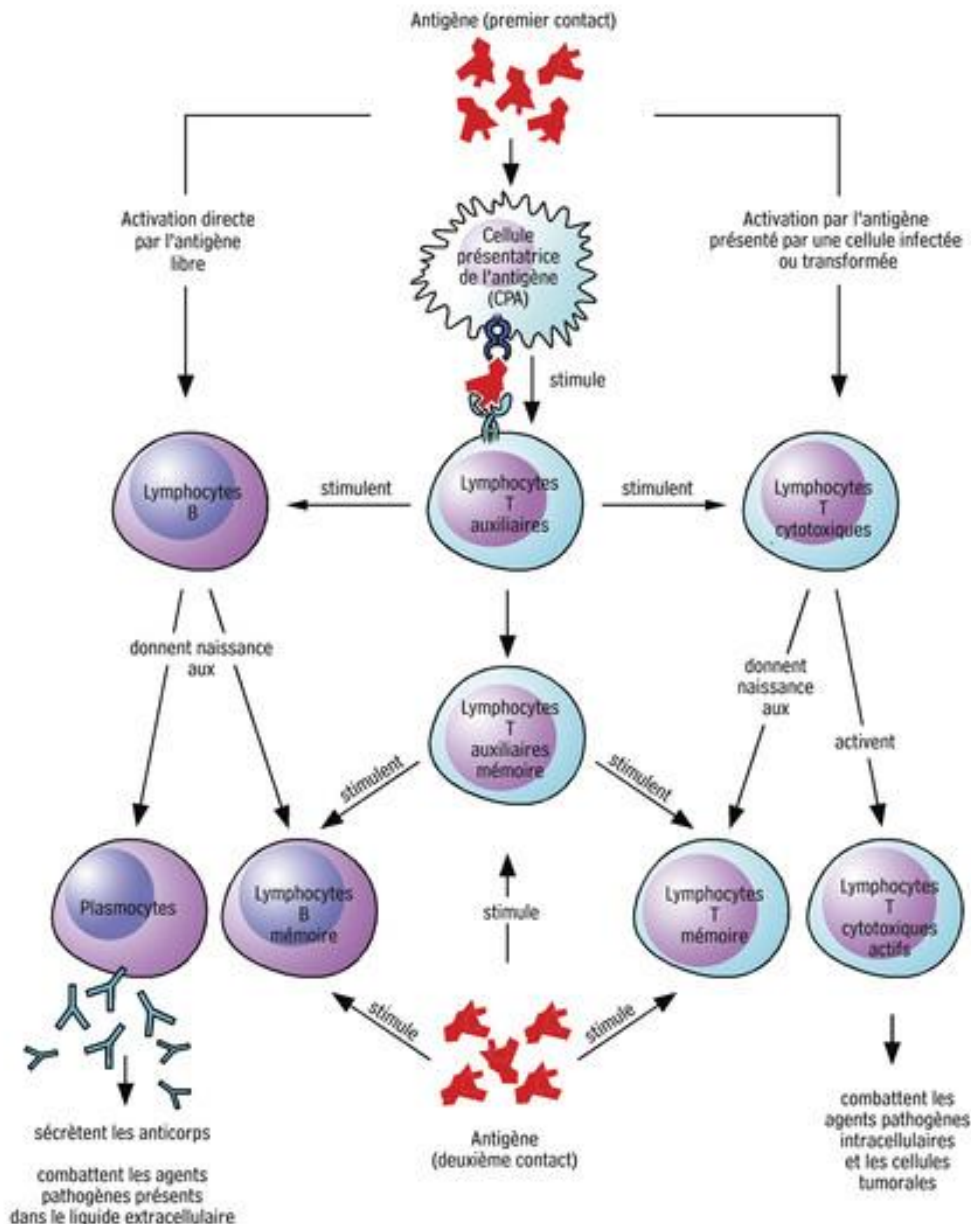 Antigène (premier contact)
Activation directe
par l'antigène
libre
Cellule
présentatrice
de l'antigène
(CPA)
Activation par l'antigène
présenté par une cellule infectée
ou transformée
stimule
Lymphocytes
B
stimulent
Lymphocytes
T
auxiliaires
stimulent
Lymphocytes
T
cytotoxiques
donnent naissance
aux
Lymphocytes
T
auxiliaires
mémoire
donnent
naissance
aux
activent
stimulent
stimulent
Plasmocytes
Lymphocytes
B
mémoire
stimule
Lymphocytes
T
mémoire
Lymphocytes
T
cytotoxiques
actifs
stimule
stimule
sécrètent les anticorps
combattent les agents
pathogènes présents
dans le liquide extracellulaire
Antigène
(deuxième contact)
combattent les
agents pathogènes
intracellulaires
et les cellules
tumorales